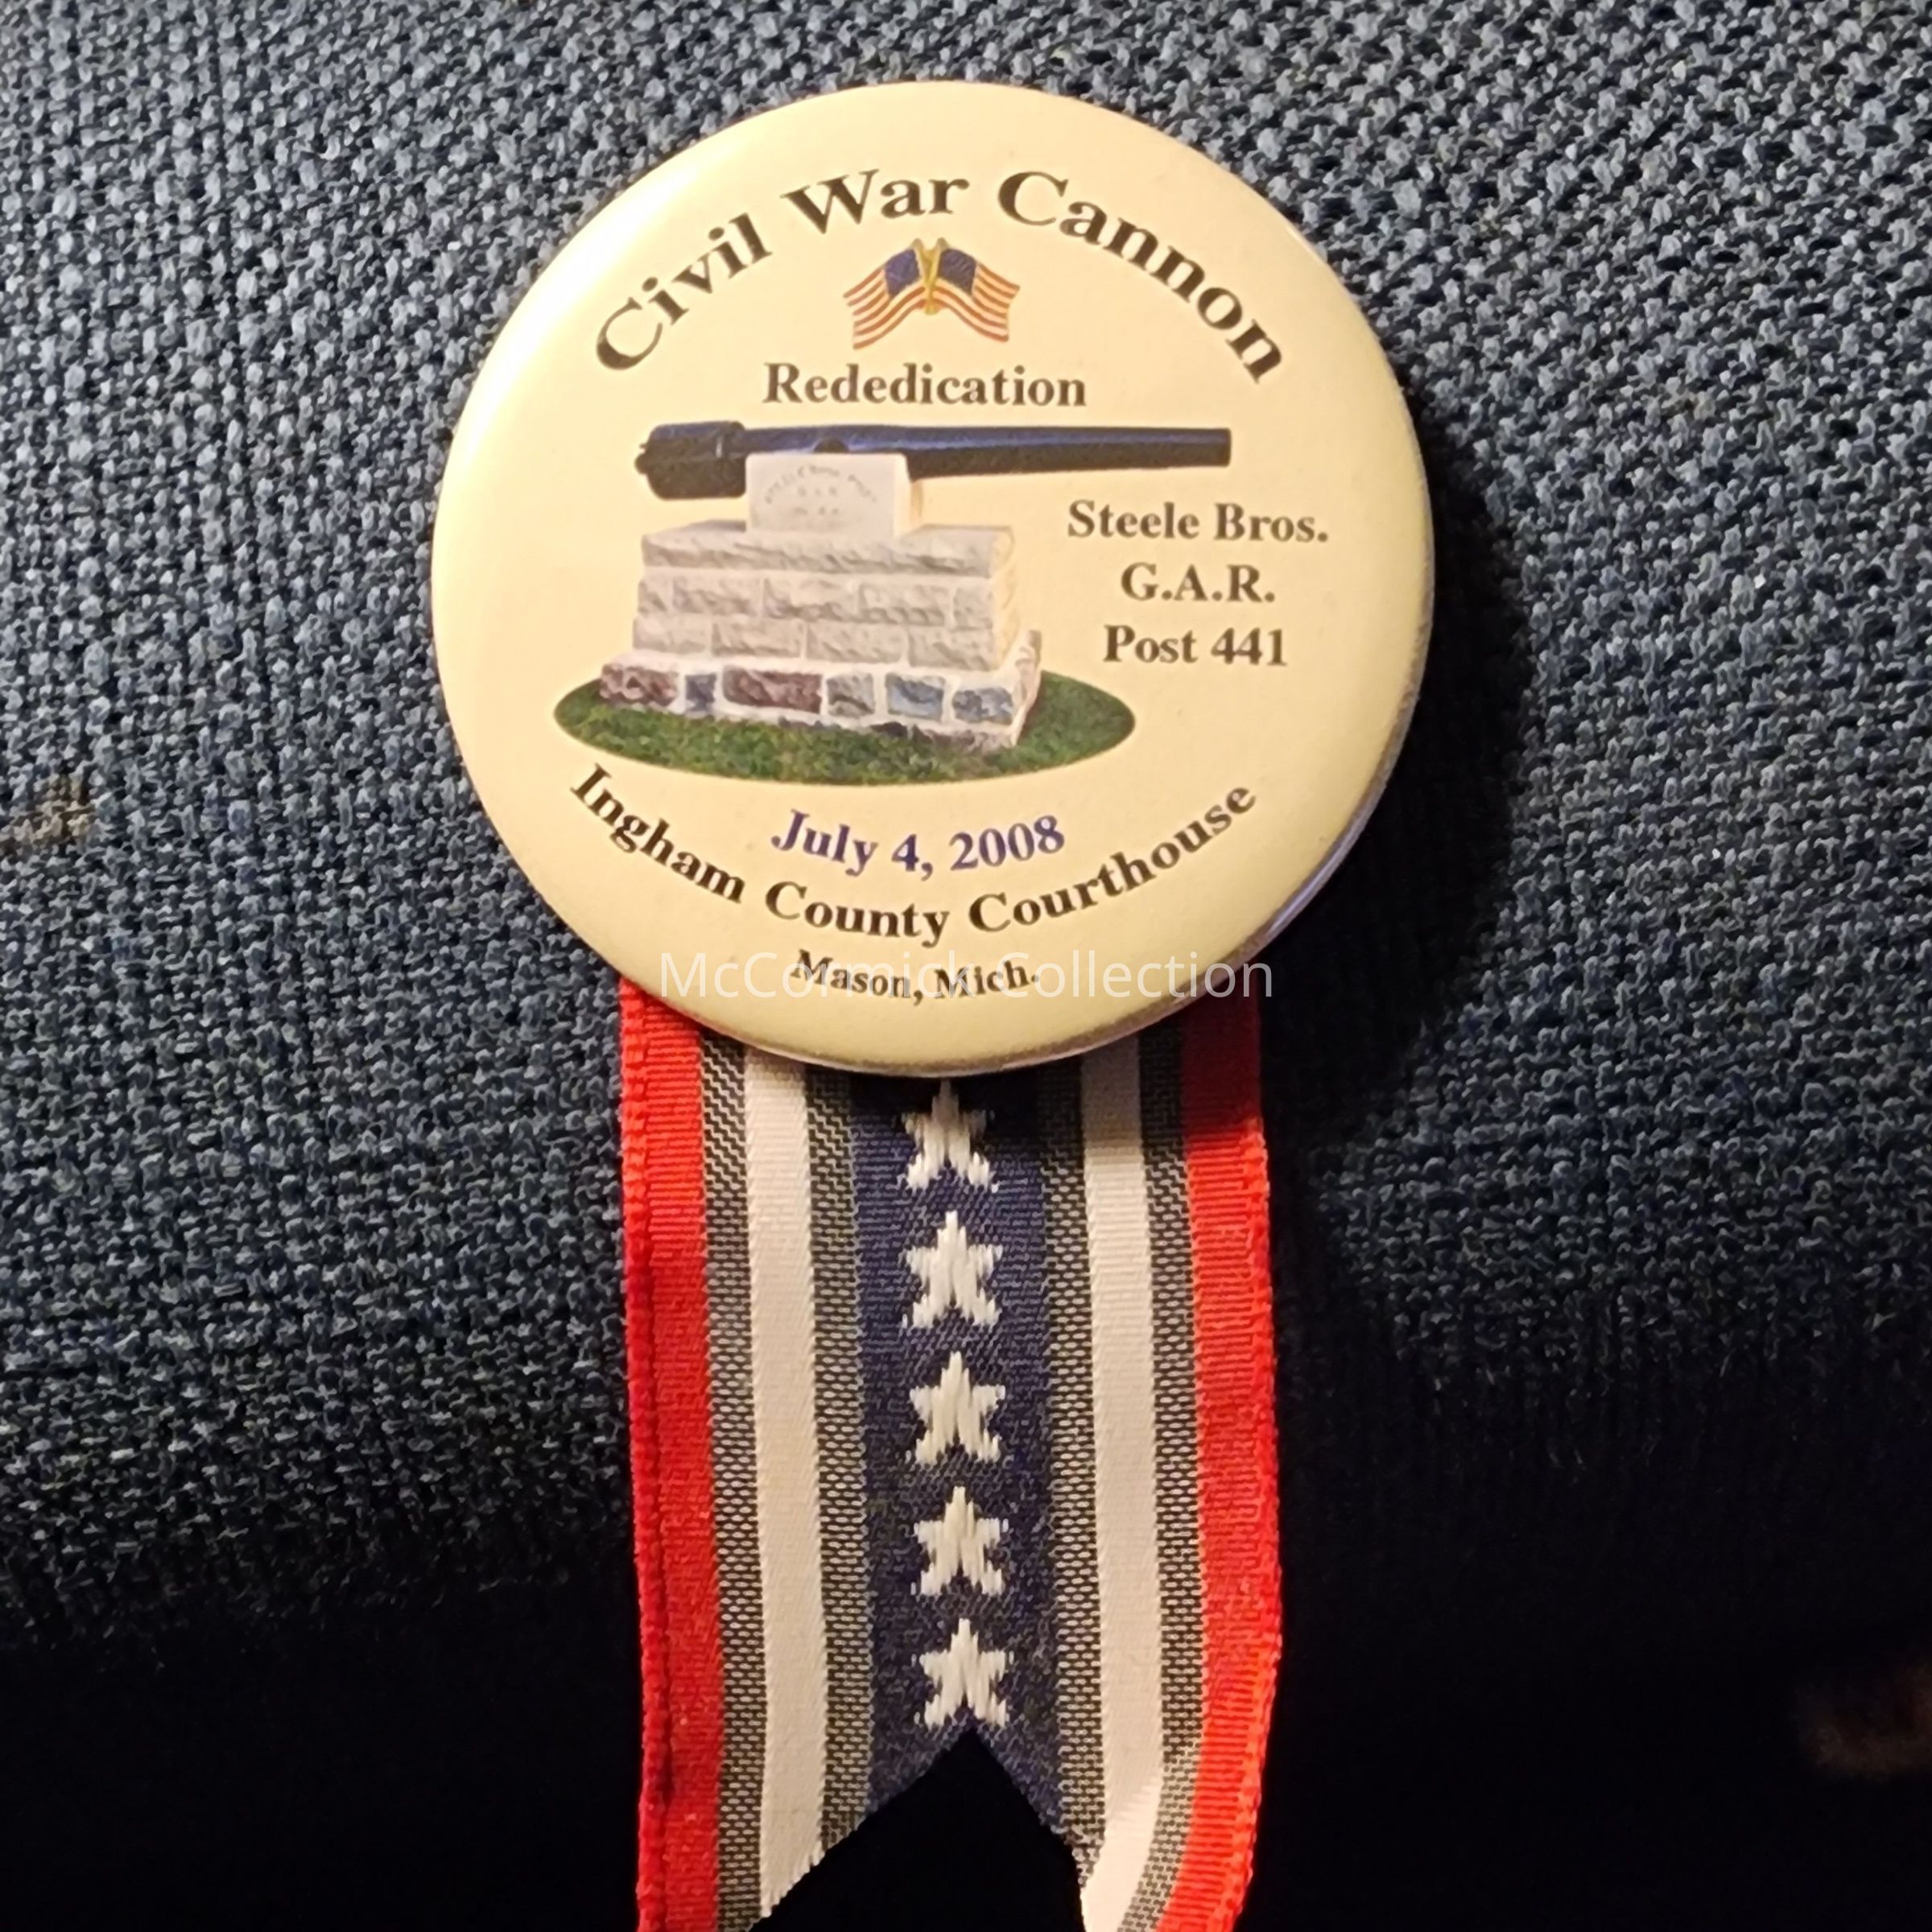 Civil War Cannon
Rededication
Steele Bros.
G.A.R.
Post 441
July 4, 2008
Ingham County Courthouse
Mason, Mich.
McCormick Collection